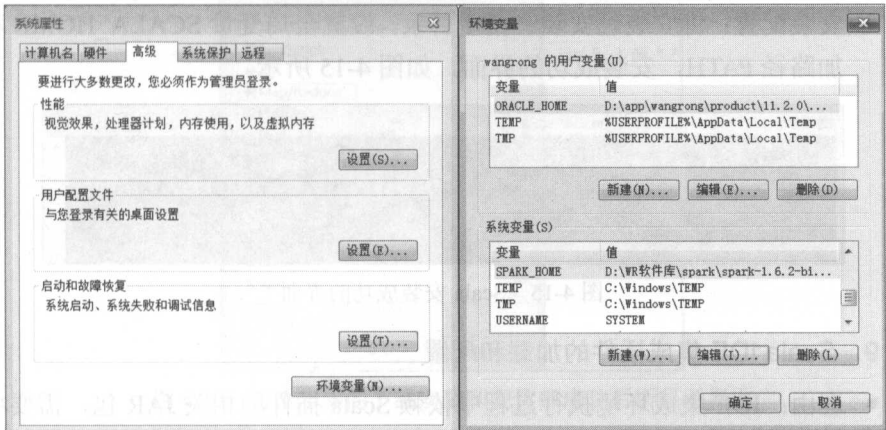 系统属性
计算机名 硬件 高级 系统保护 远程
要进行大多数更改，您必须作为管理员登录。
性能
视觉效果，处理器计划，内存使用，以及虚拟内存
设置(S)...
用户配置文件
与您登录有关的桌面设置
设置(E)...
启动和故障恢复
系统启动、系统失败和调试信息
设置(T)...
环境变量(N)...
环境变量
wangrong 的用户变量(U)
变量 值
ORACLE_HOME D:\app\wangrong\product\11.2.0\...
TEMP %USERPROFILE%\AppData\Local\Temp
TMP %USERPROFILE%\AppData\Local\Temp
新建(N)... 编辑(E)... 删除(D)
系统变量(S)
变量 值
SPARK_HOME D:\WR软件库\spark\spark-1.6.2-bi...
TEMP C:\Windows\TEMP
TMP C:\Windows\TEMP
USERNAME SYSTEM
新建(W)... 编辑(I)... 删除(L)
确定 取消